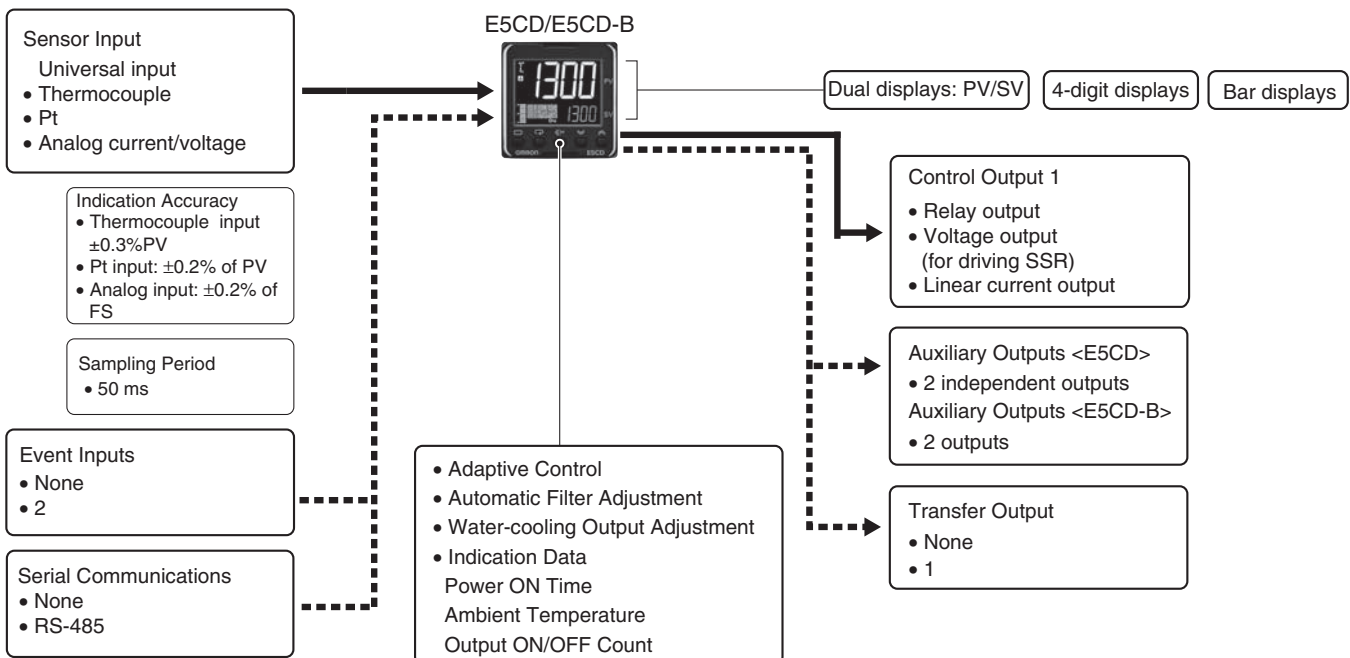 E5CD/E5CD-B
Sensor Input
Universal input
• Thermocouple
• Pt
• Analog current/voltage
Indication Accuracy
• Thermocouple input
±0.3%PV
• Pt input: ±0.2% of PV
• Analog input: ±0.2% of
FS
Sampling Period
• 50 ms
Event Inputs
• None
• 2
Serial Communications
• None
• RS-485
1300
PV
1300
SV
OMRON E5CD
Dual displays: PV/SV
4-digit displays
Bar displays
• Adaptive Control
• Automatic Filter Adjustment
• Water-cooling Output Adjustment
• Indication Data
Power ON Time
Ambient Temperature
Output ON/OFF Count
Control Output 1
• Relay output
• Voltage output
(for driving SSR)
• Linear current output
Auxiliary Outputs <E5CD>
• 2 independent outputs
Auxiliary Outputs <E5CD-B>
• 2 outputs
Transfer Output
• None
• 1